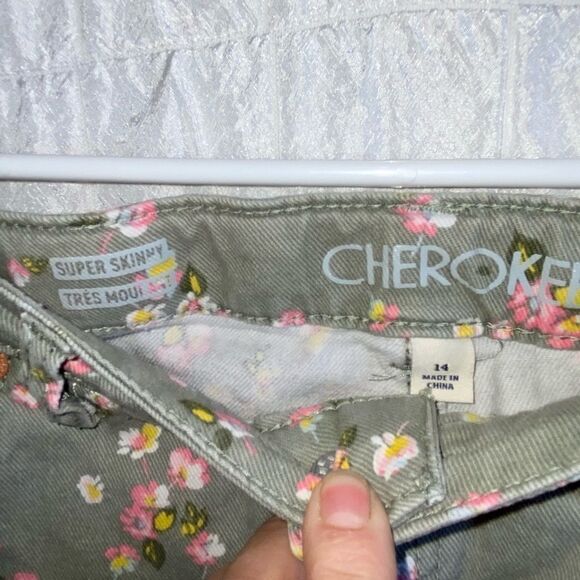 SUPER SKINNY
TRÈS MOULANT
CHEROKEE
14
MADE IN
CHINA